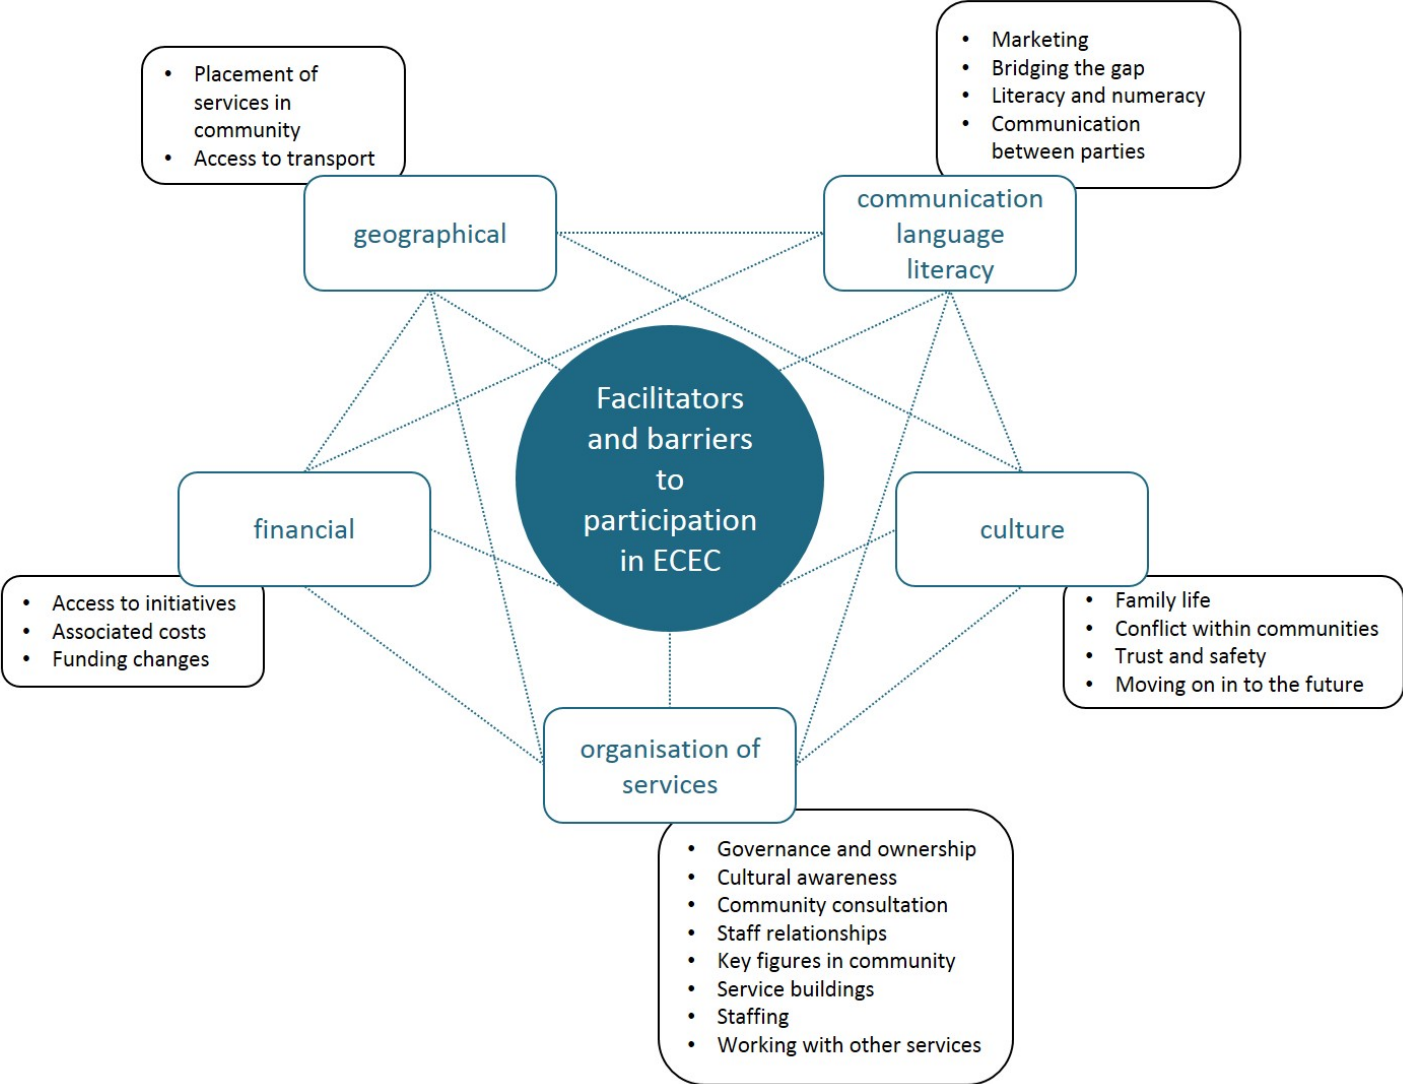 • Placement of
services in
community
• Access to transport
geographical
• Marketing
• Bridging the gap
• Literacy and numeracy
• Communication
between parties
communication
language
literacy
Facilitators
and barriers
to
participation
in ECEC
financial
• Access to initiatives
• Associated costs
• Funding changes
culture
• Family life
• Conflict within communities
• Trust and safety
• Moving on in to the future
organisation of
services
• Governance and ownership
• Cultural awareness
• Community consultation
• Staff relationships
• Key figures in community
• Service buildings
• Staffing
• Working with other services